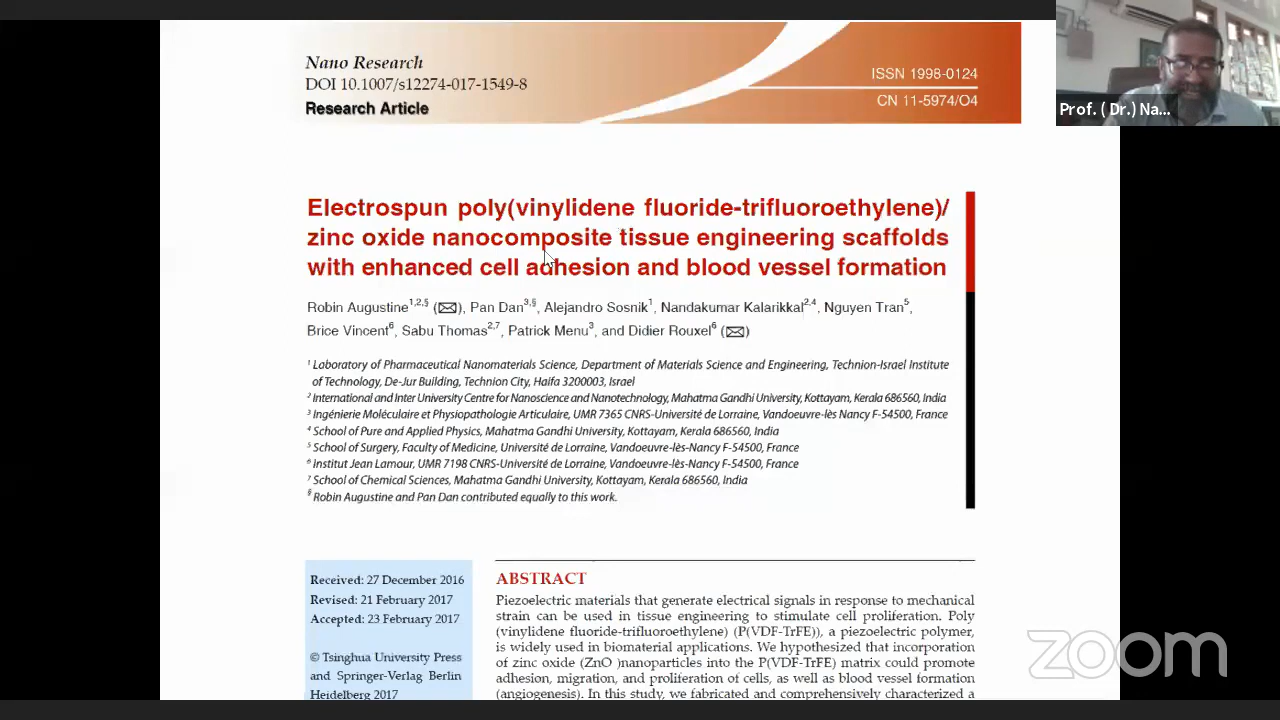 Nano Research
DOI 10.1007/s12274-017-1549-8
Research Article
ISSN 1998-0124
CN 11-5974/O4
Prof. ( Dr.) Na...
Electrospun poly(vinylidene fluoride-trifluoroethylene)/
zinc oxide nanocomposite tissue engineering scaffolds
with enhanced cell adhesion and blood vessel formation
Robin Augustine1,2,§ (✉), Pan Dan3,§, Alejandro Sosnik1, Nandakumar Kalarikkal2,4, Nguyen Tran5,
Brice Vincent6, Sabu Thomas2,7, Patrick Menu3, and Didier Rouxel6 (✉)
1 Laboratory of Pharmaceutical Nanomaterials Science, Department of Materials Science and Engineering, Technion-Israel Institute
of Technology, De-Jur Building, Technion City, Haifa 3200003, Israel
2 International and Inter University Centre for Nanoscience and Nanotechnology, Mahatma Gandhi University, Kottayam, Kerala 686560, India
3 Ingénierie Moléculaire et Physiopathologie Articulaire, UMR 7365 CNRS-Université de Lorraine, Vandoeuvre-lès Nancy F-54500, France
4 School of Pure and Applied Physics, Mahatma Gandhi University, Kottayam, Kerala 686560, India
5 School of Surgery, Faculty of Medicine, Université de Lorraine, Vandoeuvre-lès-Nancy F-54500, France
6 Institut Jean Lamour, UMR 7198 CNRS-Université de Lorraine, Vandoeuvre-lès-Nancy F-54500, France
7 School of Chemical Sciences, Mahatma Gandhi University, Kottayam, Kerala 686560, India
§ Robin Augustine and Pan Dan contributed equally to this work.
Received: 27 December 2016
Revised: 21 February 2017
Accepted: 23 February 2017
© Tsinghua University Press
and Springer-Verlag Berlin
Heidelberg 2017
ABSTRACT
Piezoelectric materials that generate electrical signals in response to mechanical
strain can be used in tissue engineering to stimulate cell proliferation. Poly
(vinylidene fluoride-trifluoroethylene) (P(VDF-TrFE)), a piezoelectric polymer,
is widely used in biomaterial applications. We hypothesized that incorporation
of zinc oxide (ZnO )nanoparticles into the P(VDF-TrFE) matrix could promote
adhesion, migration, and proliferation of cells, as well as blood vessel formation
(angiogenesis). In this study, we fabricated and comprehensively characterized a
zoom